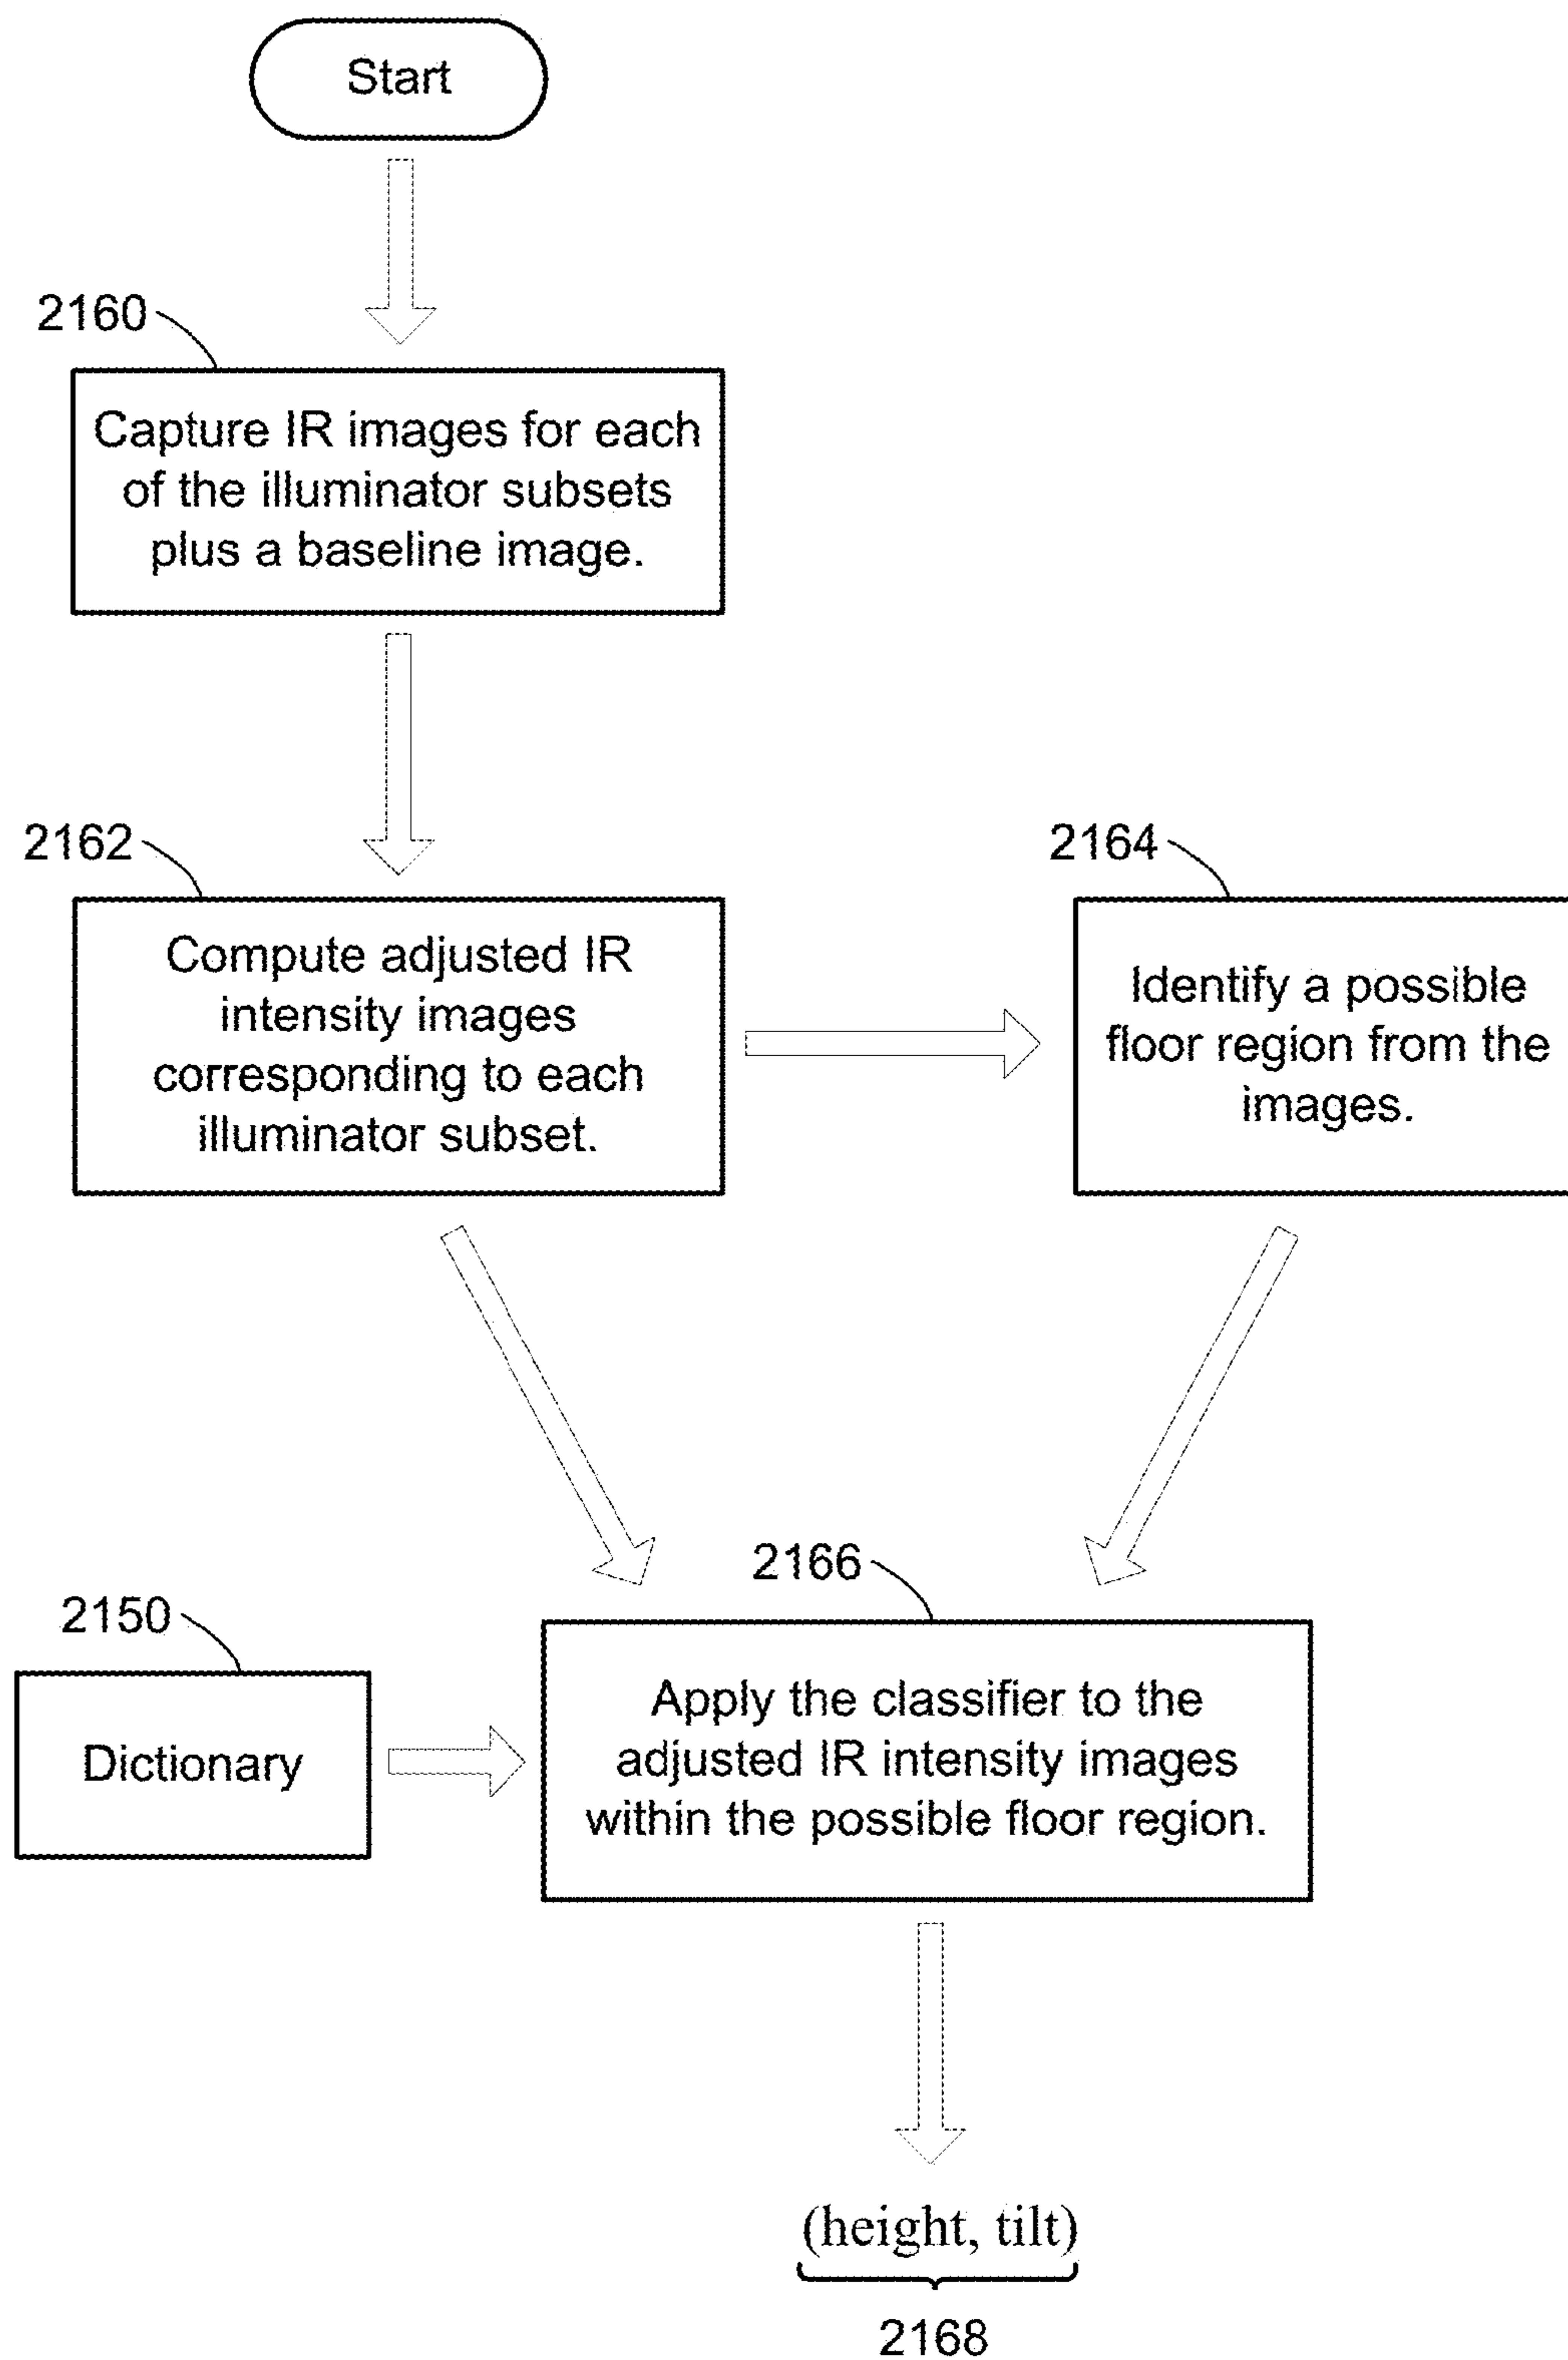 Start
2160
Capture IR images for each
of the illuminator subsets
plus a baseline image.
2162
Compute adjusted IR
intensity images
corresponding to each
illuminator subset.
2164
Identify a possible
floor region from the
images.
2150
Dictionary
2166
Apply the classifier to the
adjusted IR intensity images
within the possible floor region.
(height, tilt)
2168